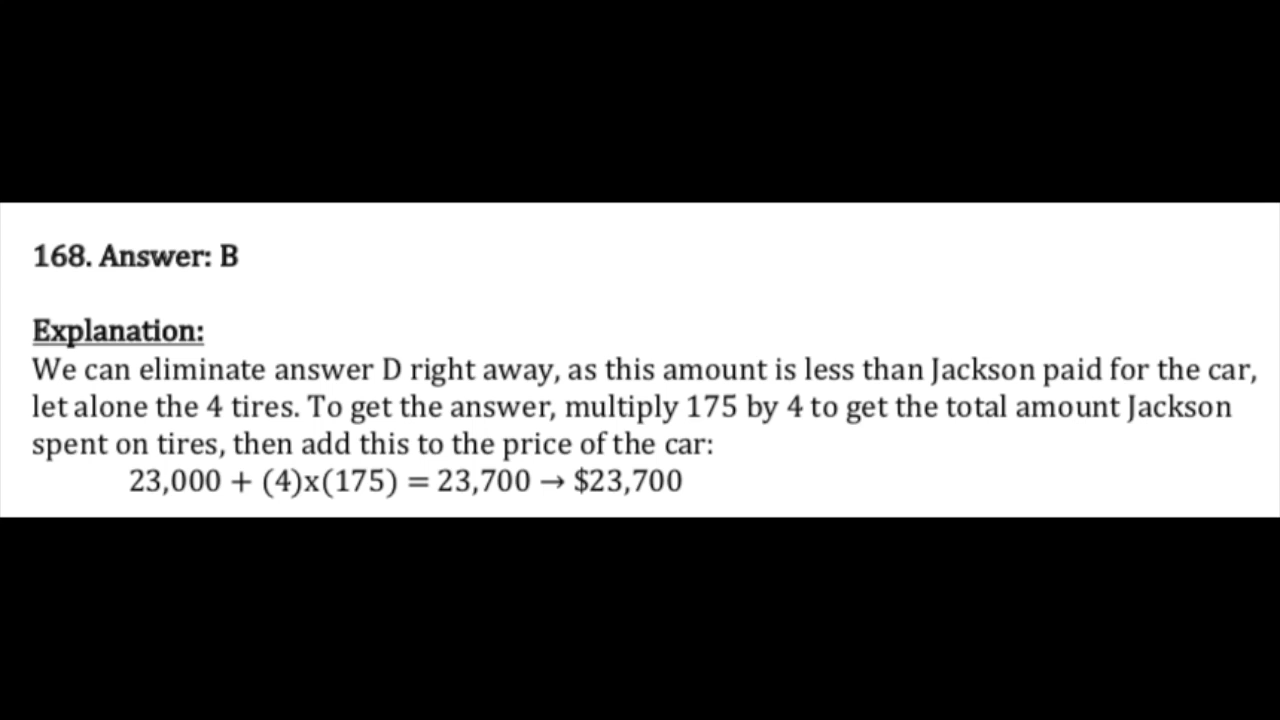 168. Answer: B
Explanation:
We can eliminate answer D right away, as this amount is less than Jackson paid for the car,
let alone the 4 tires. To get the answer, multiply 175 by 4 to get the total amount Jackson
spent on tires, then add this to the price of the car:
23,000 + (4)x(175) = 23,700 → $23,700